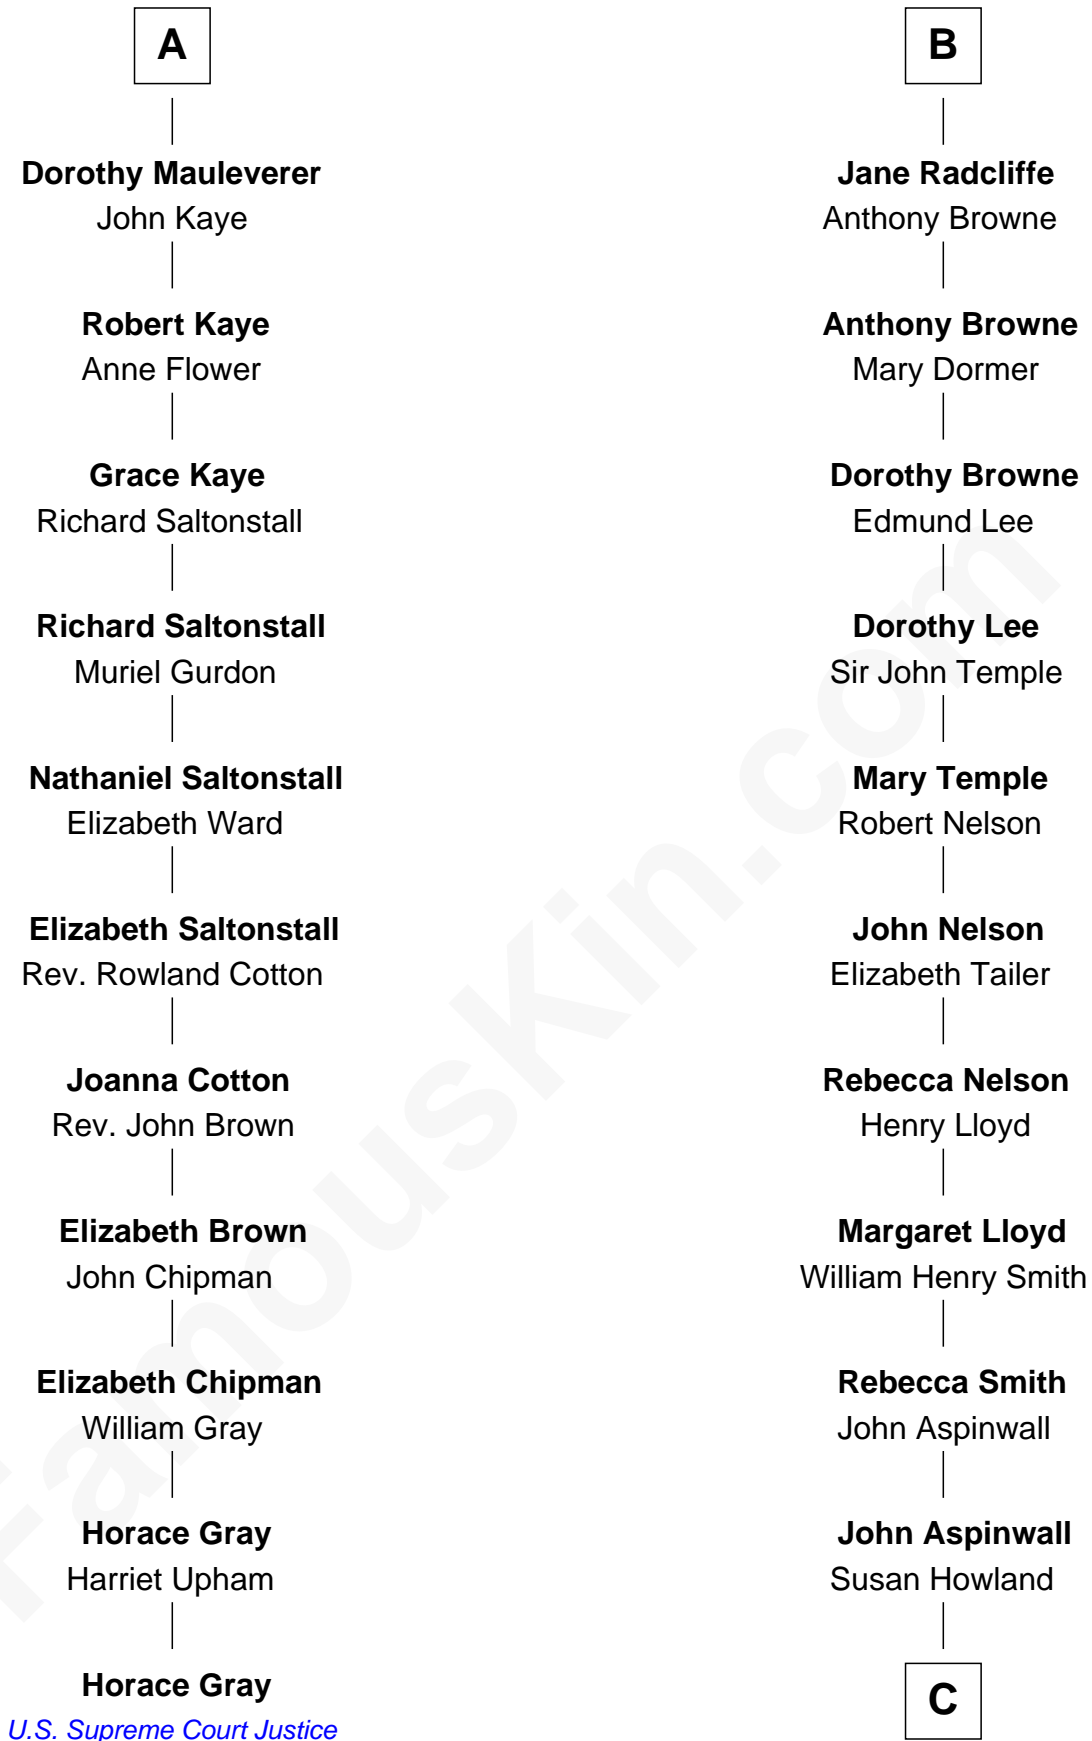 A
Dorothy Mauleverer
John Kaye
Robert Kaye
Anne Flower
Grace Kaye
Richard Saltonstall
Richard Saltonstall
Muriel Gurdon
Nathaniel Saltonstall
Elizabeth Ward
Elizabeth Saltonstall
Rev. Rowland Cotton
Joanna Cotton
Rev. John Brown
Elizabeth Brown
John Chipman
Elizabeth Chipman
William Gray
Horace Gray
Harriet Upham
Horace Gray
U.S. Supreme Court Justice
B
Jane Radcliffe
Anthony Browne
Anthony Browne
Mary Dormer
Dorothy Browne
Edmund Lee
Dorothy Lee
Sir John Temple
Mary Temple
Robert Nelson
John Nelson
Elizabeth Tailer
Rebecca Nelson
Henry Lloyd
Margaret Lloyd
William Henry Smith
Rebecca Smith
John Aspinwall
John Aspinwall
Susan Howland
C
FamousKin.com